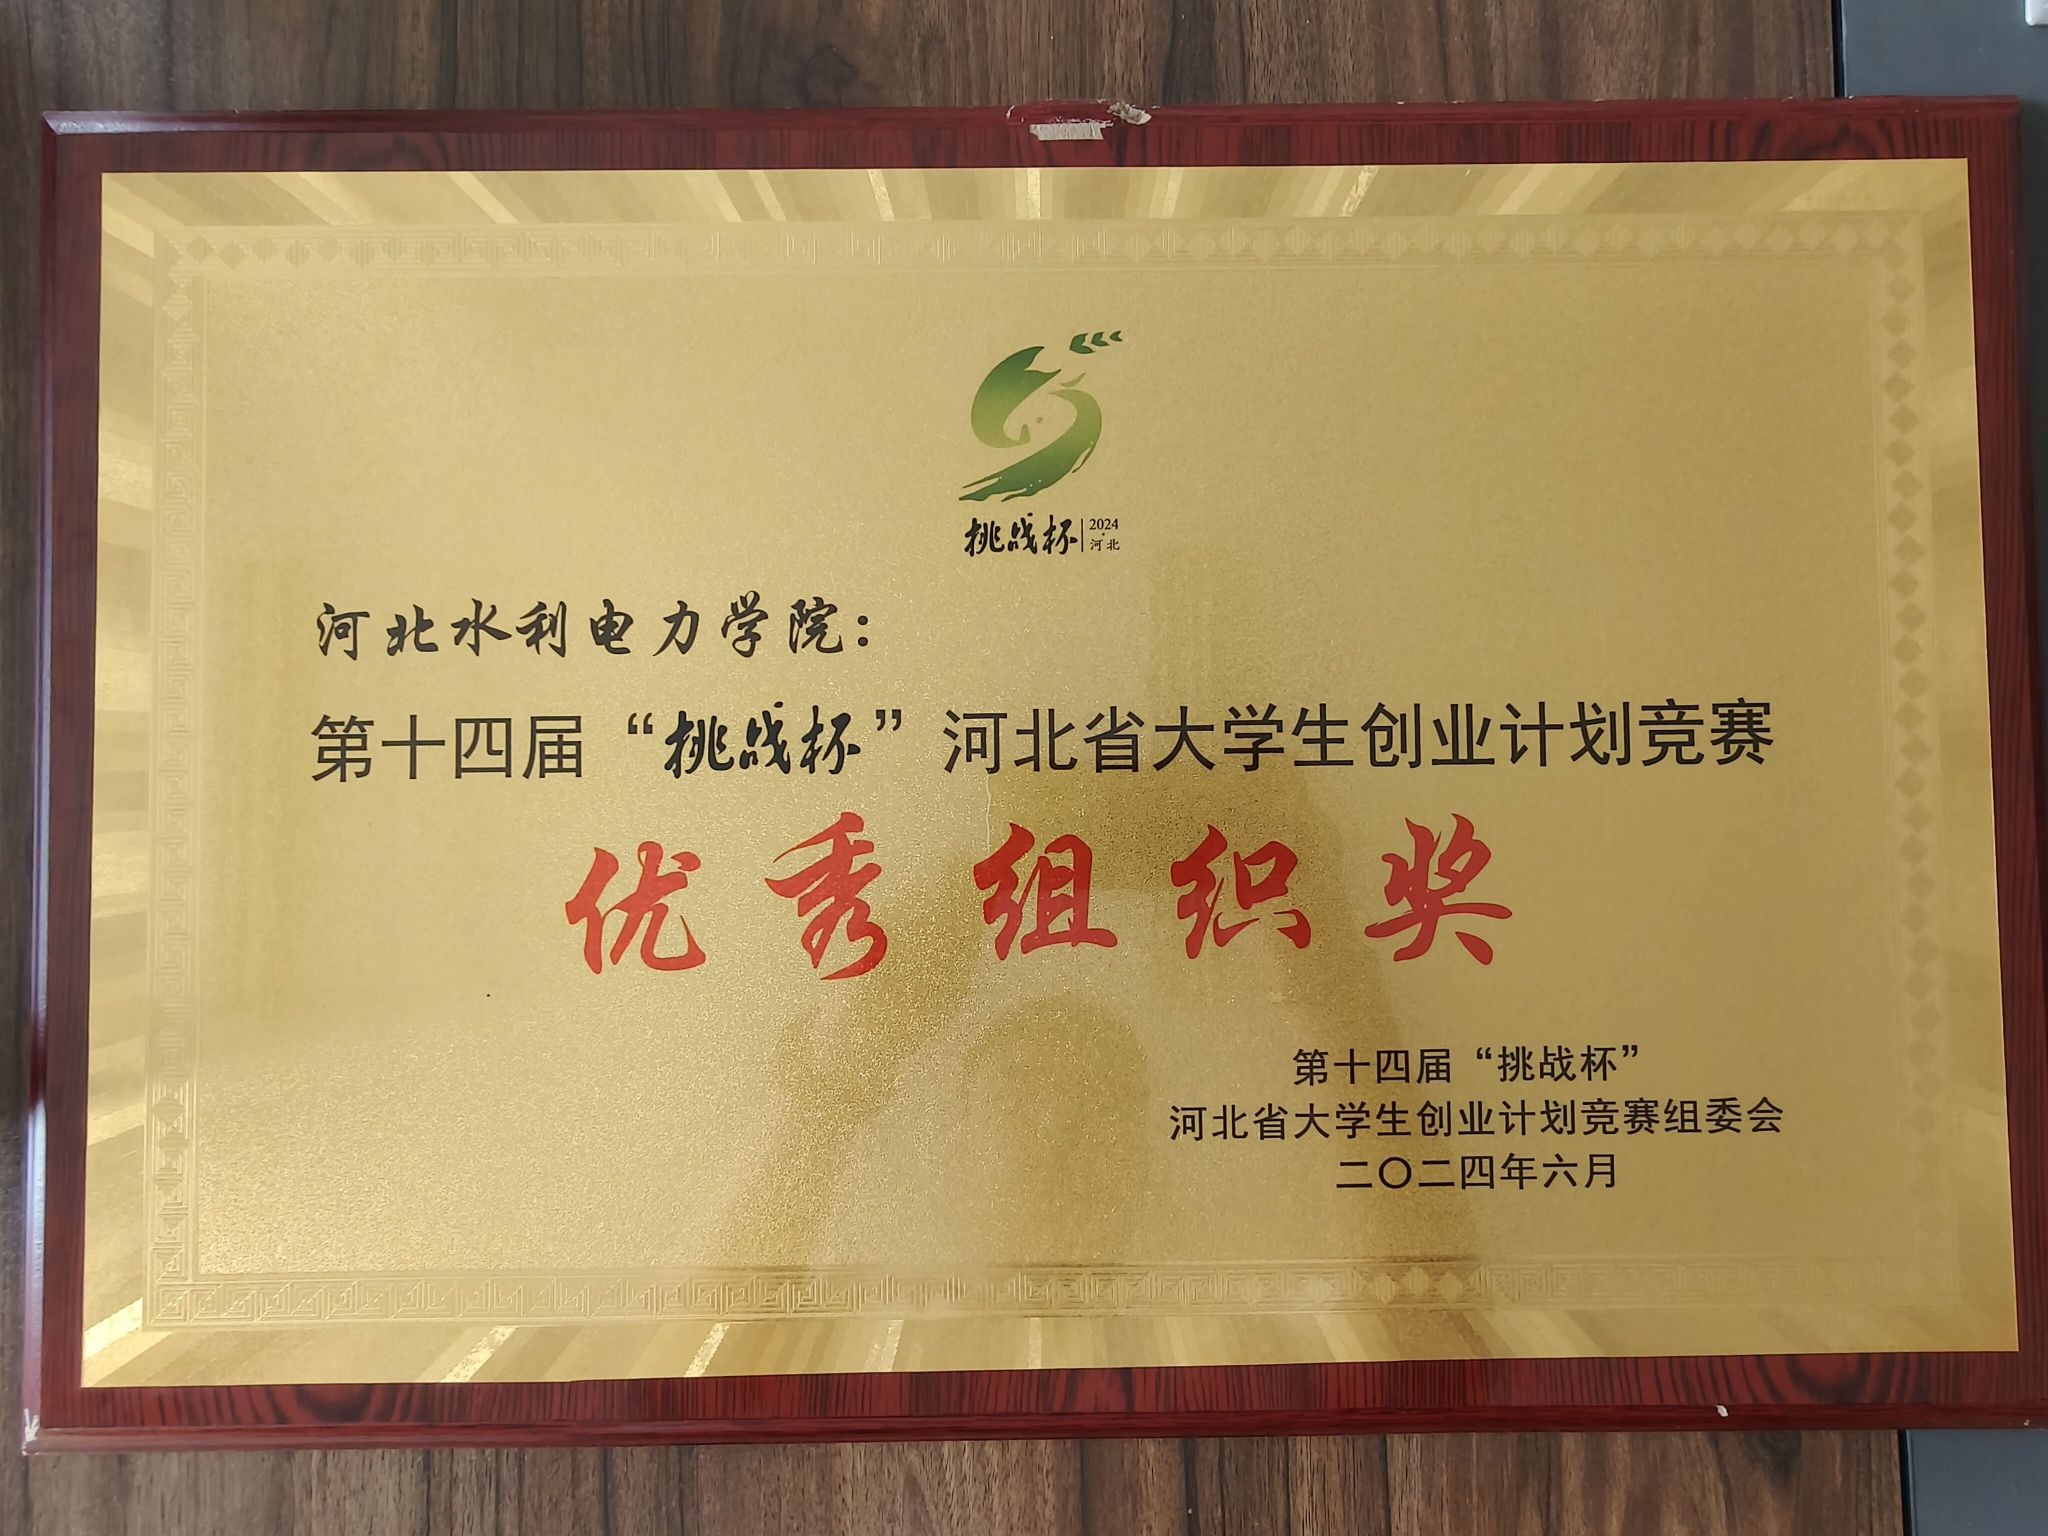 挑战杯 2024·河北
河北水利电力学院：
第十四届“挑战杯”河北省大学生创业计划竞赛
优秀组织奖
第十四届“挑战杯”
河北省大学生创业计划竞赛组委会
二〇二四年六月